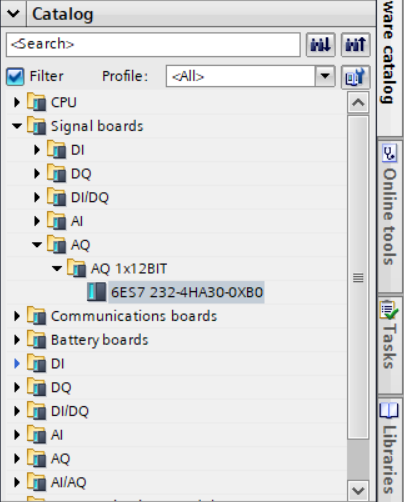 Catalog
<Search>
Filter
Profile:
<All>
CPU
Signal boards
DI
DQ
DI/DQ
AI
AQ
AQ 1x12BIT
6ES7 232-4HA30-0XB0
Communications boards
Battery boards
DI
DQ
DI/DQ
AI
AQ
AI/AQ
ware catalog
Online tools
Tasks
Libraries